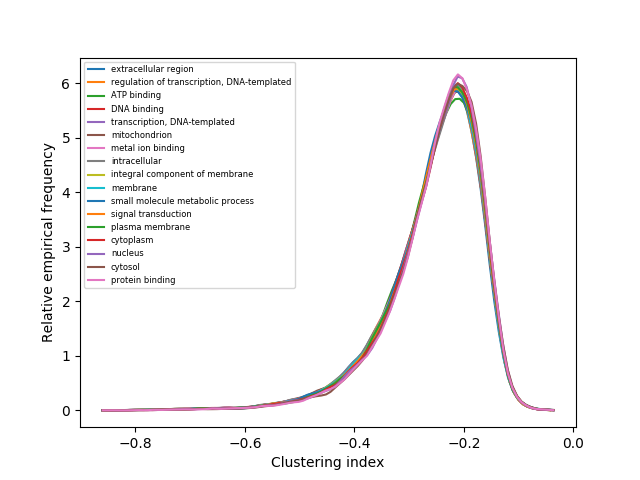 extracellular region
regulation of transcription, DNA-templated
ATP binding
DNA binding
transcription, DNA-templated
mitochondrion
metal ion binding
intracellular
integral component of membrane
membrane
small molecule metabolic process
signal transduction
plasma membrane
cytoplasm
nucleus
cytosol
protein binding
Relative empirical frequency
6
5
4
3
2
1
0
−0.8
−0.6
−0.4
−0.2
0.0
Clustering index